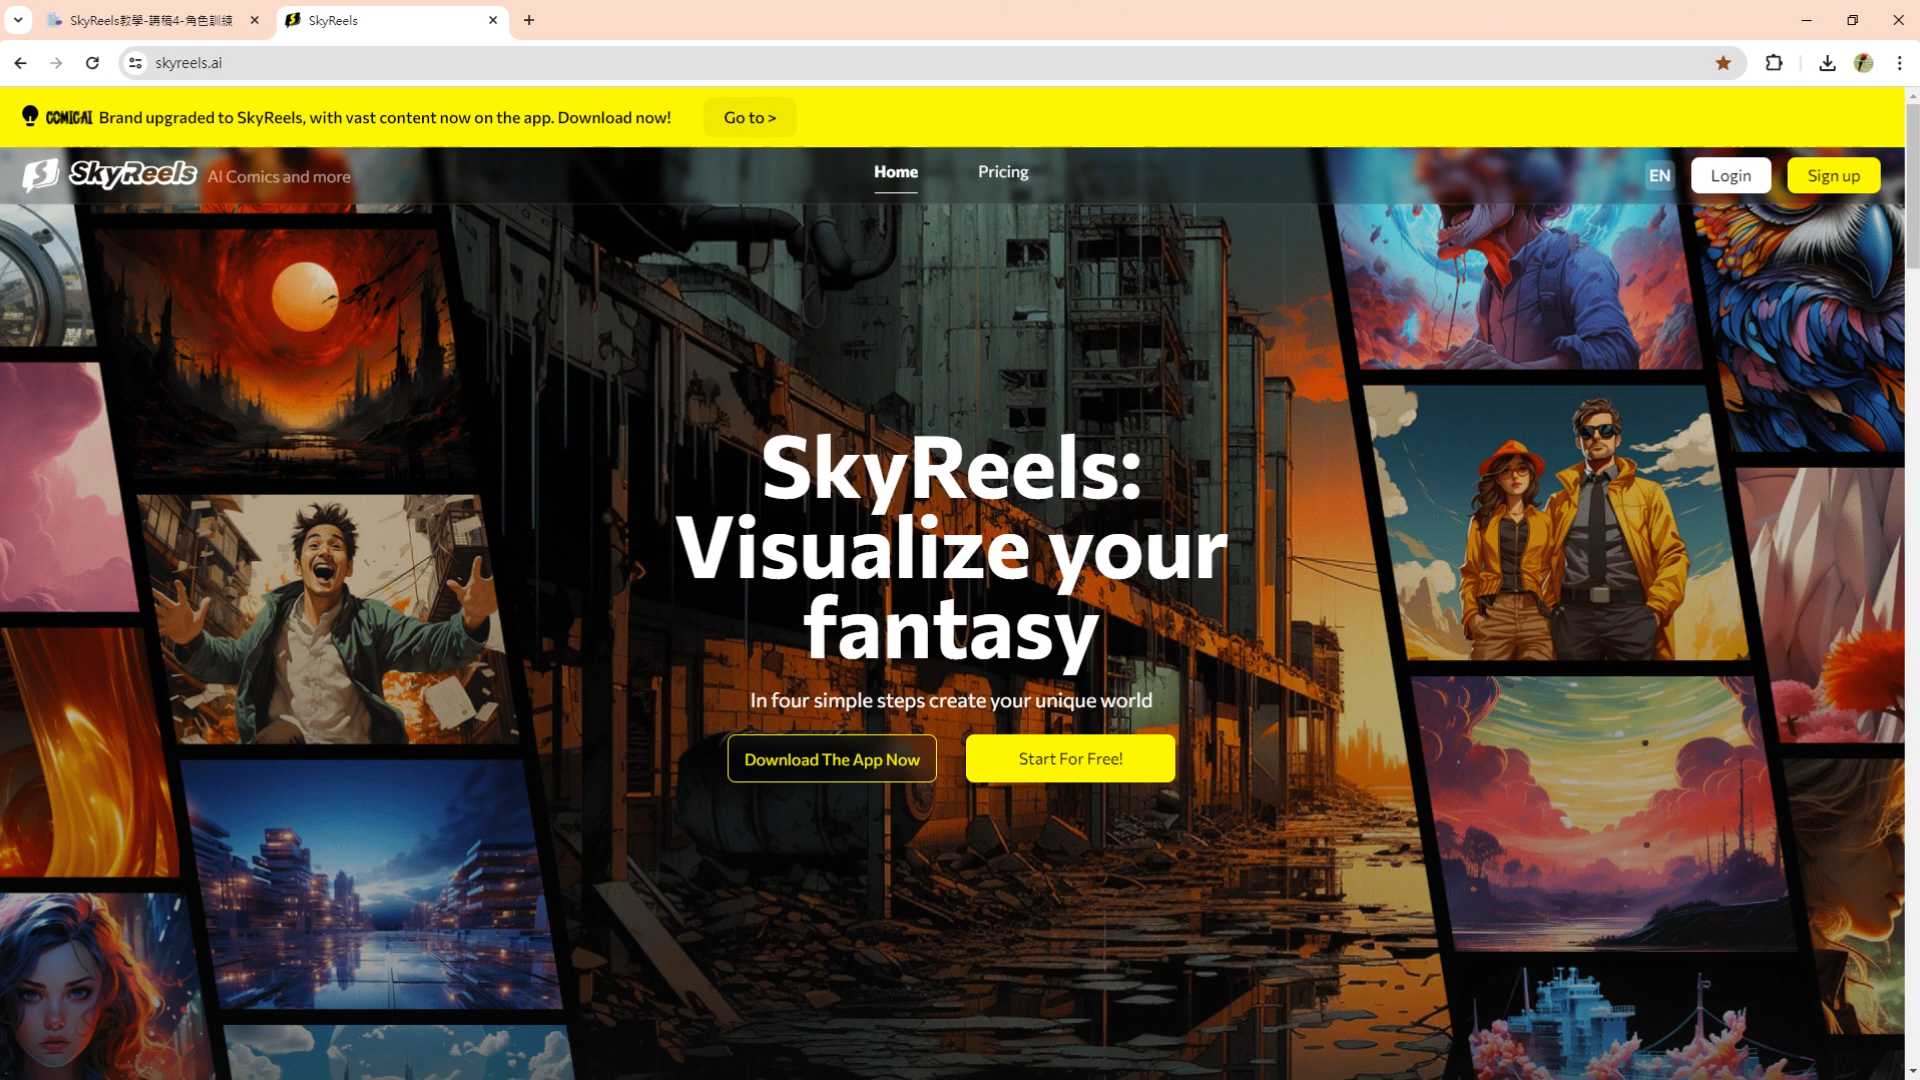 SkyReels教學-講稿4-角色訓練
SkyReels
skyreels.ai
COMICAI Brand upgraded to SkyReels, with vast content now on the app. Download now!
Go to >
SkyReels AI Comics and more
Home
Pricing
EN
Login
Sign up
SkyReels:
Visualize your
fantasy
In four simple steps create your unique world
Download The App Now
Start For Free!